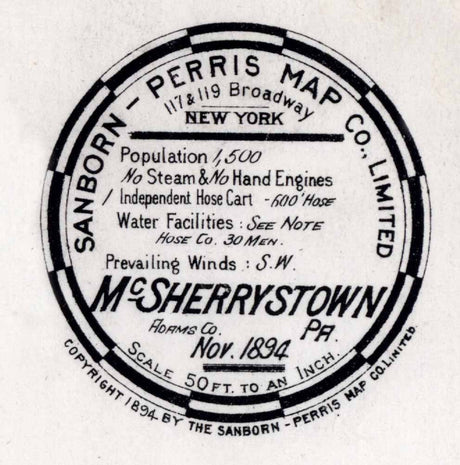 SANBORN - PERRIS MAP CO., LIMITED
117 & 119 Broadway
NEW YORK
Population 1,500
No Steam & No Hand Engines
1 Independent Hose Cart - 600' HOSE
Water Facilities : SEE NOTE
HOSE CO. 30 MEN.
Prevailing Winds : S.W.
McSHERRYSTOWN
ADAMS CO. PA.
Nov. 1894
SCALE 50 FT. TO AN INCH.
COPYRIGHT 1894 BY THE SANBORN - PERRIS MAP CO. LIMITED.